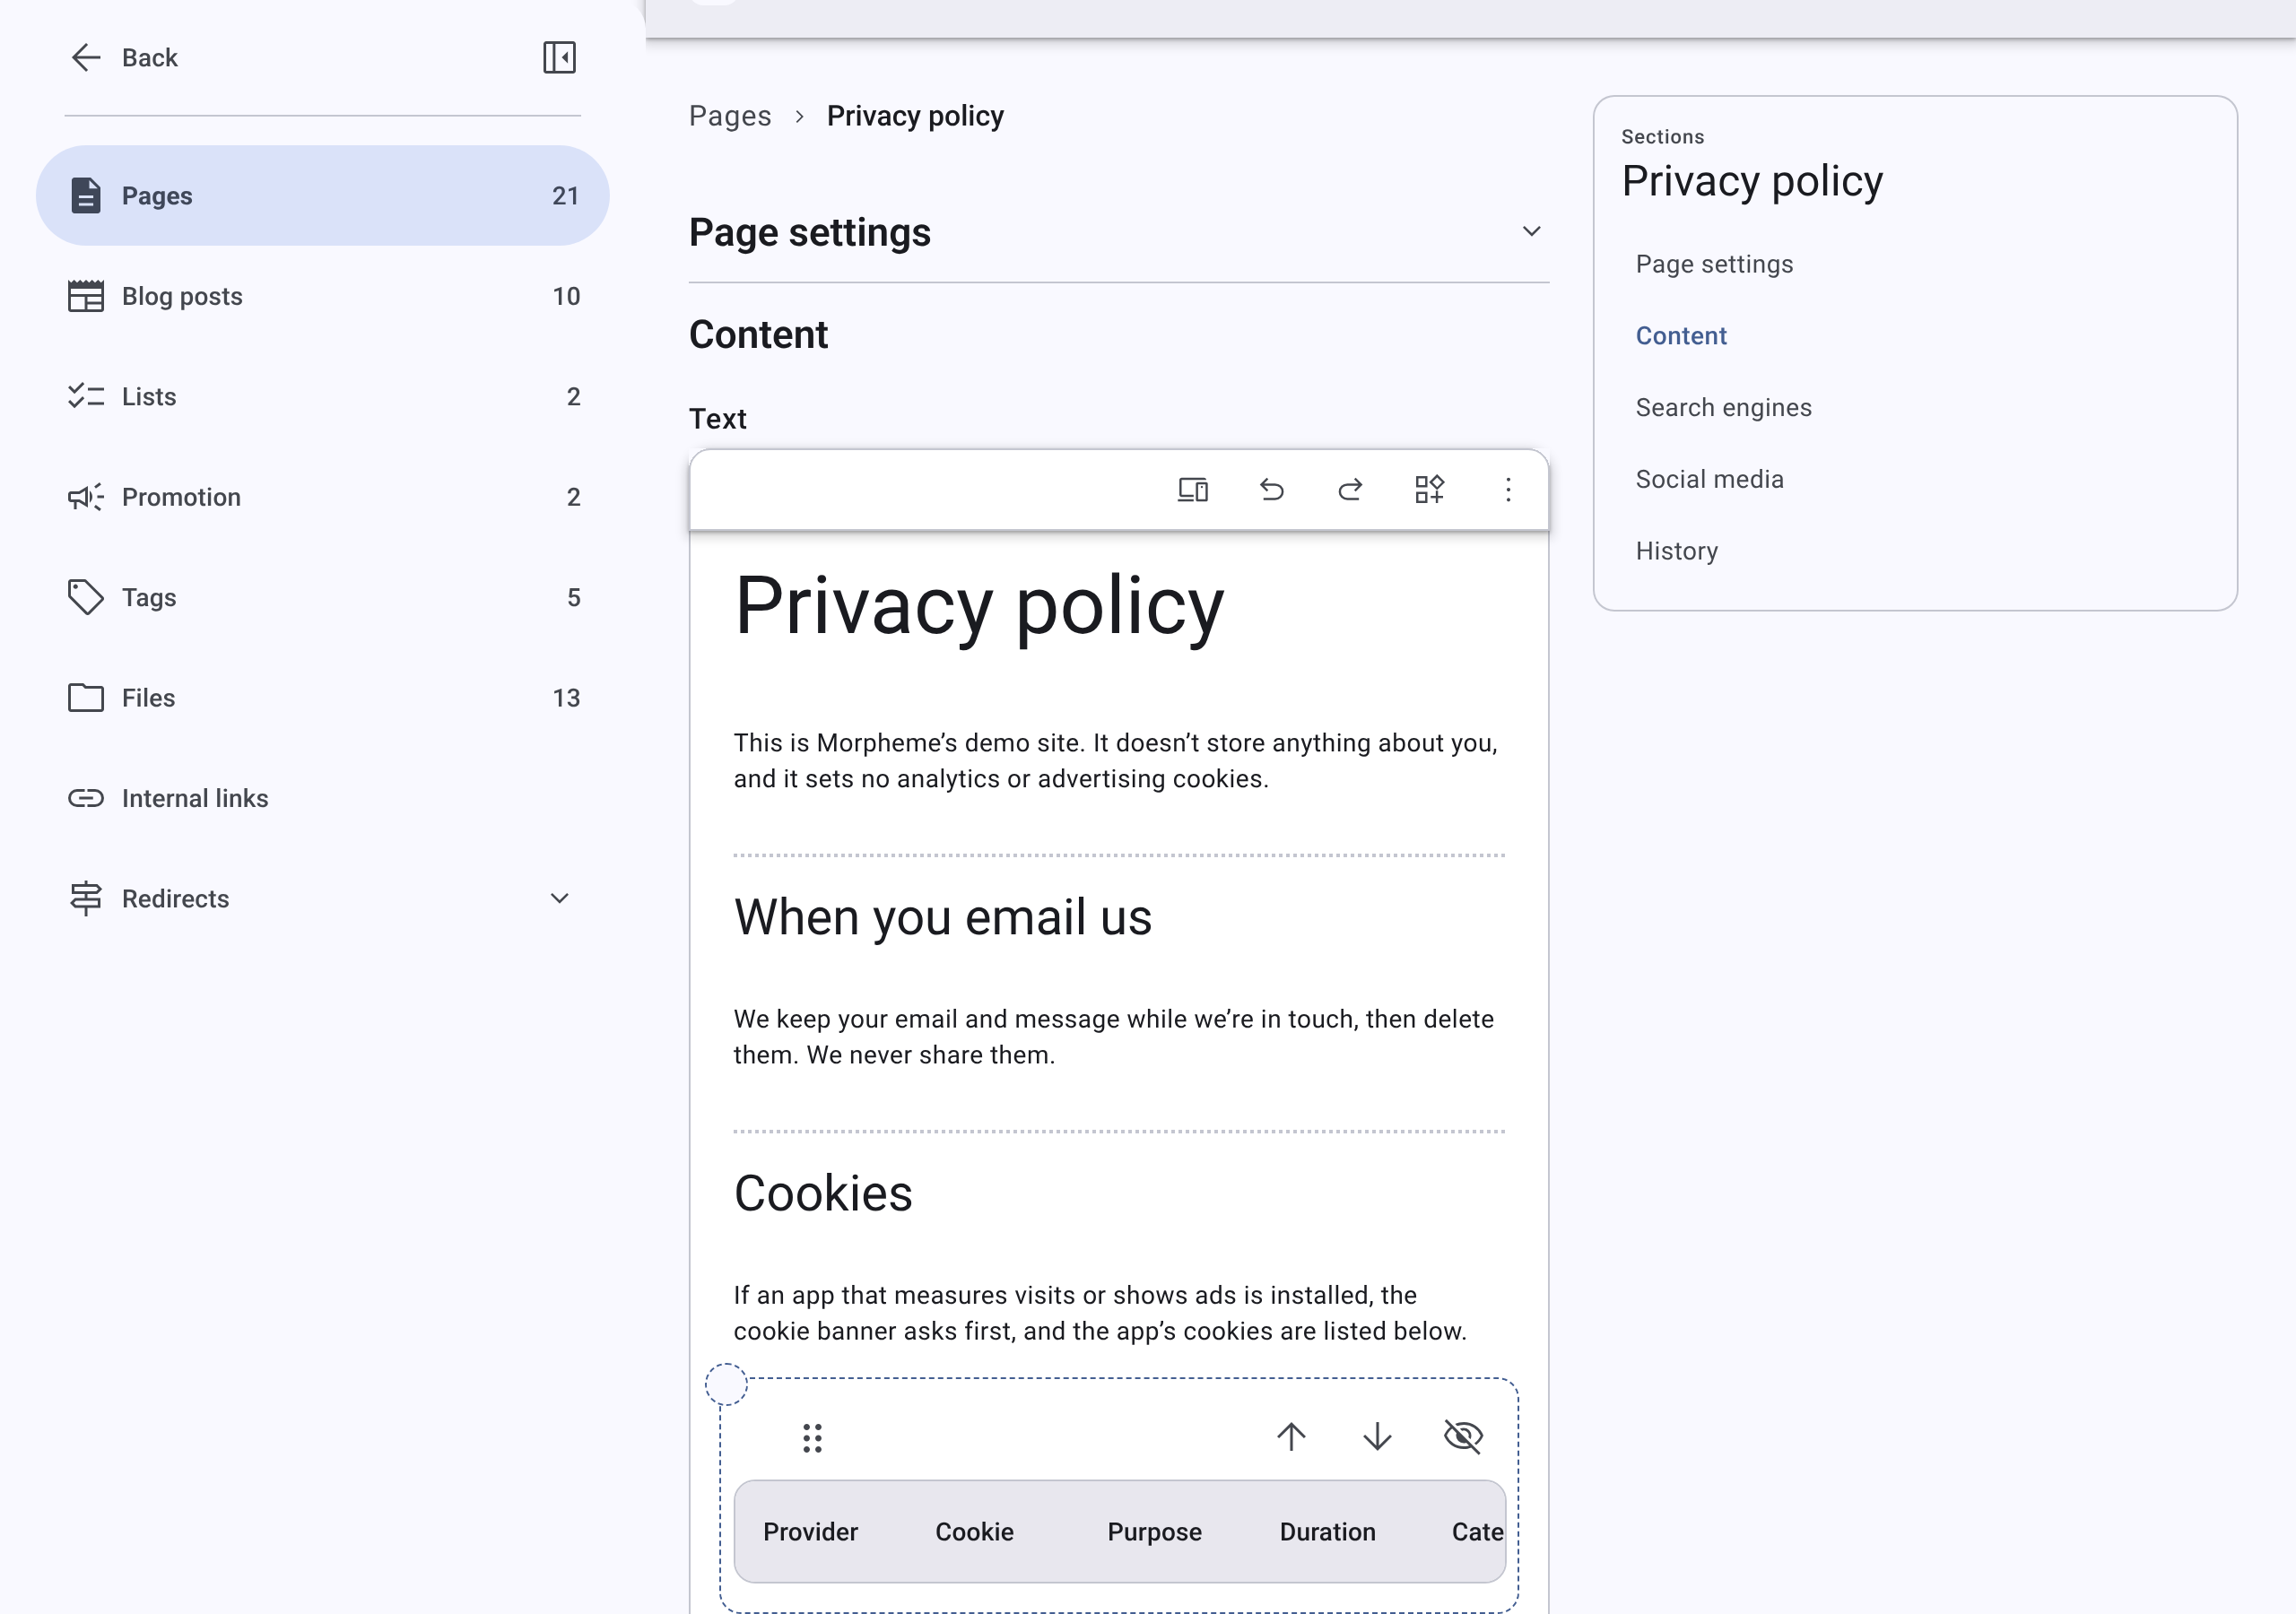 Back
Pages 21
Blog posts 10
Lists 2
Promotion 2
Tags 5
Files 13
Internal links
Redirects
Pages › Privacy policy
Page settings
Content
Text
Privacy policy
This is Morpheme’s demo site. It doesn’t store anything about you,
and it sets no analytics or advertising cookies.
When you email us
We keep your email and message while we’re in touch, then delete
them. We never share them.
Cookies
If an app that measures visits or shows ads is installed, the
cookie banner asks first, and the app’s cookies are listed below.
Provider Cookie Purpose Duration Cate
Sections
Privacy policy
Page settings
Content
Search engines
Social media
History